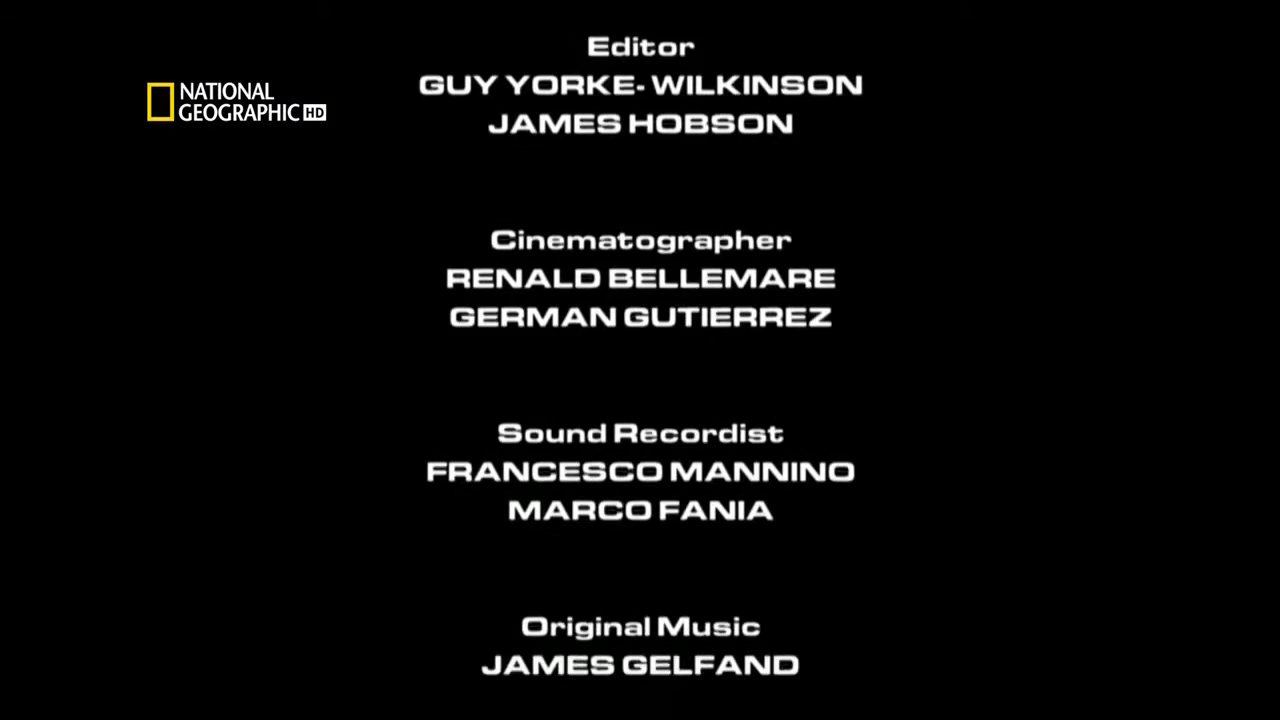 Editor
GUY YORKE- WILKINSON
JAMES HOBSON
NATIONAL
GEOGRAPHIC HD
Cinematographer
RENALD BELLEMARE
GERMAN GUTIERREZ
Sound Recordist
FRANCESCO MANNINO
MARCO FANIA
Original Music
JAMES GELFAND